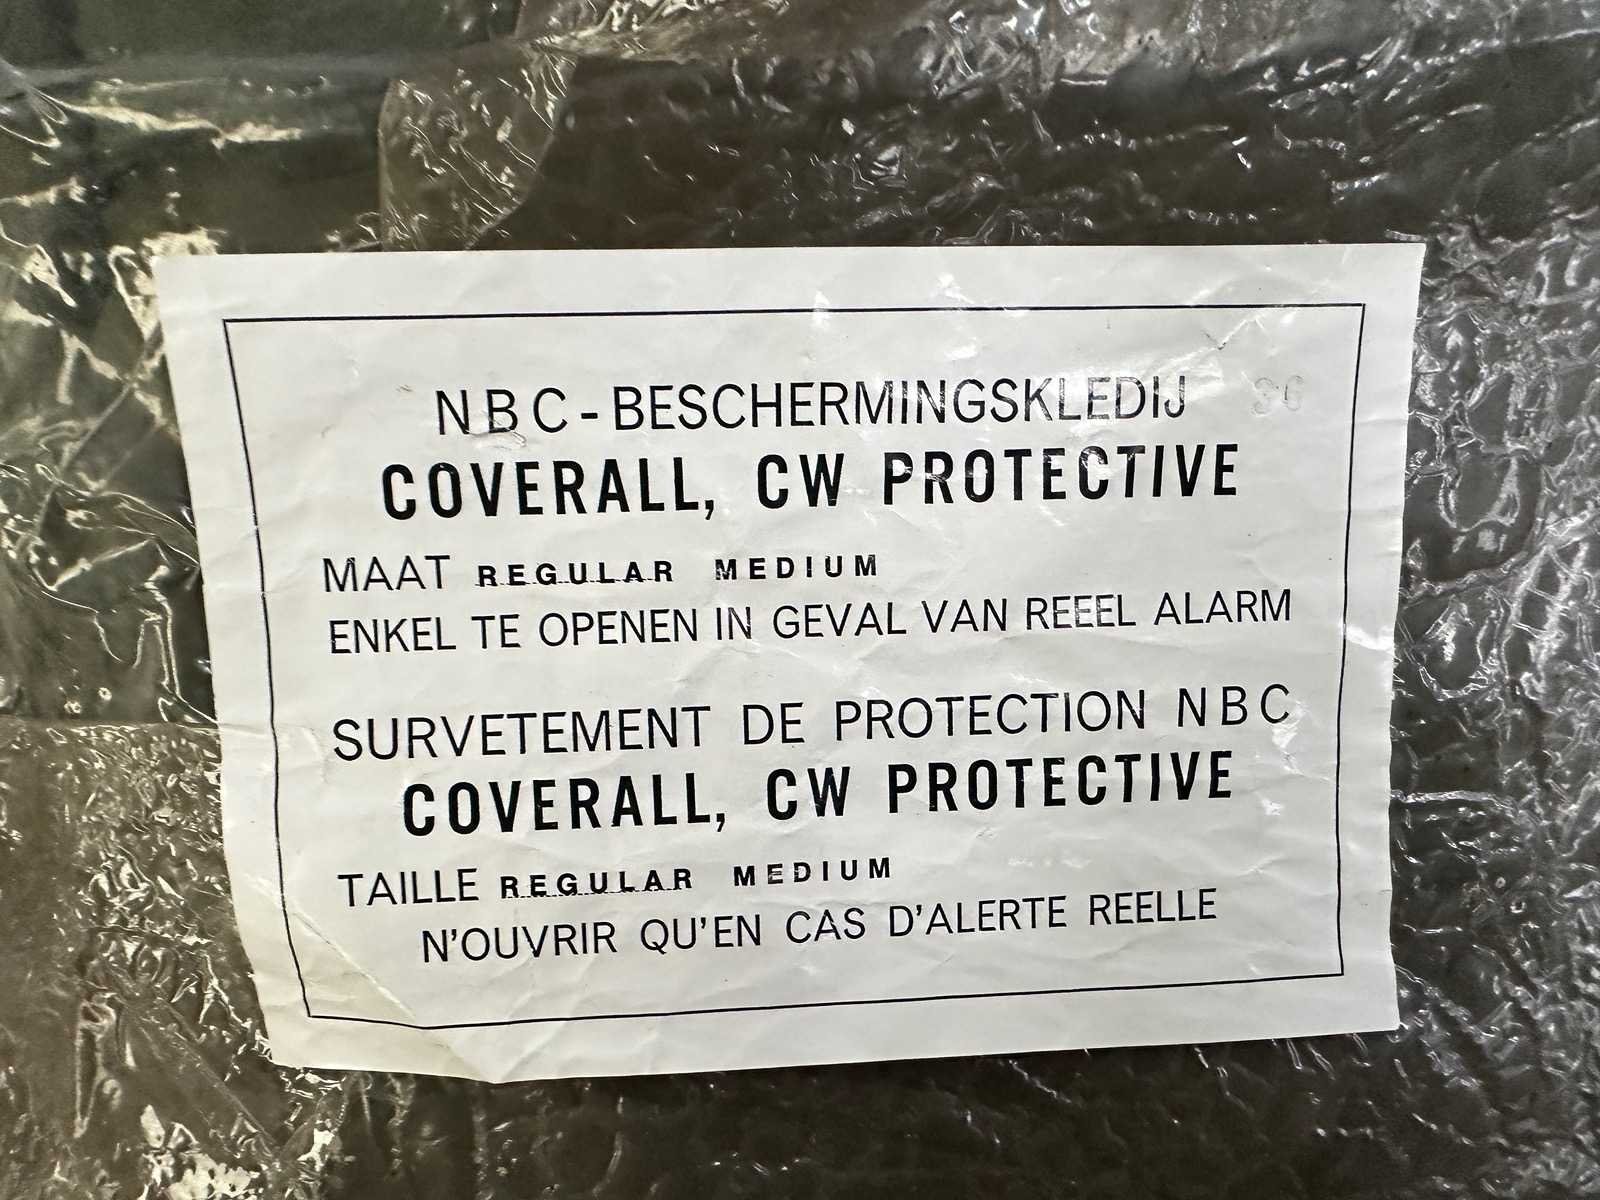 NBC-BESCHERMINGSKLEDIJ 36
COVERALL, CW PROTECTIVE
MAAT REGULAR MEDIUM
ENKEL TE OPENEN IN GEVAL VAN REEEL ALARM
SURVETEMENT DE PROTECTION NBC
COVERALL, CW PROTECTIVE
TAILLE REGULAR MEDIUM
N'OUVRIR QU'EN CAS D'ALERTE REELLE